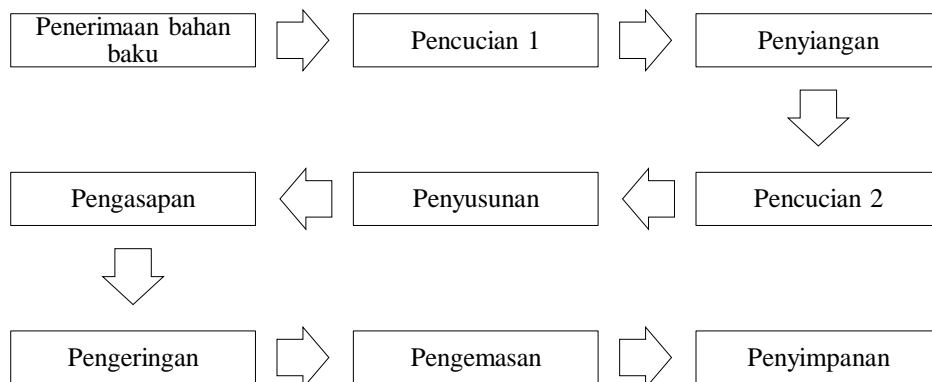 Penerimaan bahan
baku
Pencucian 1
Penyiangan
Pencucian 2
Penyusunan
Pengasapan
Pengeringan
Pengemasan
Penyimpanan